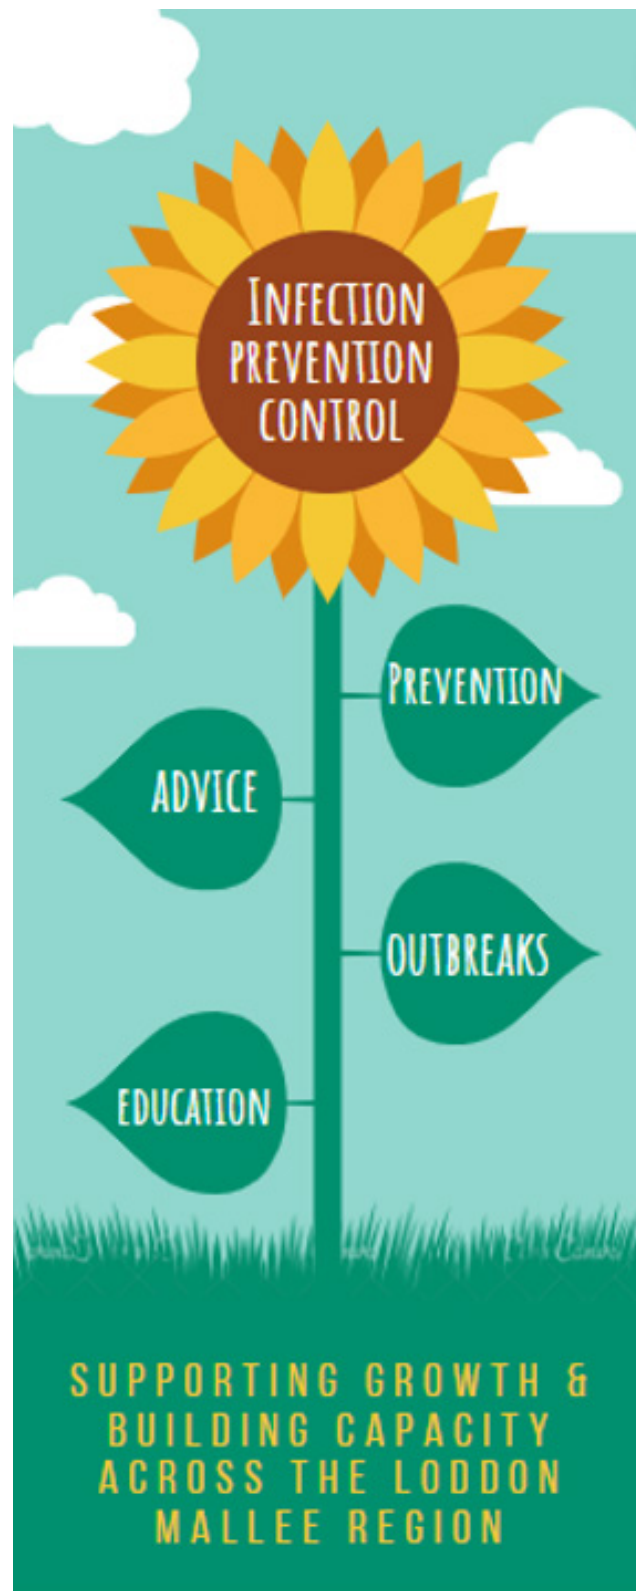 INFECTION
PREVENTION
CONTROL
PREVENTION
ADVICE
OUTBREAKS
EDUCATION
SUPPORTING GROWTH &
BUILDING CAPACITY
ACROSS THE LODDON
MALLEE REGION